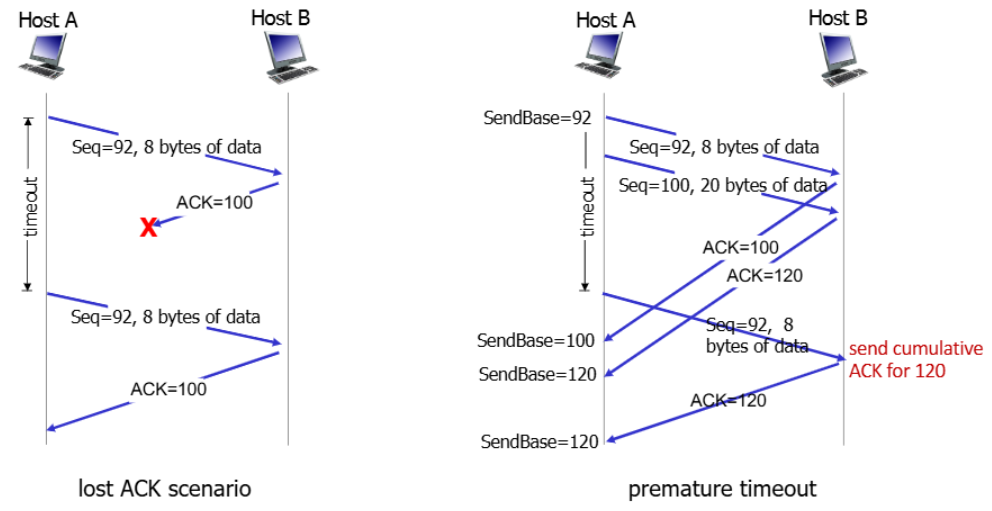 Host A
Host B
Seq=92, 8 bytes of data
timeout
ACK=100
X
Seq=92, 8 bytes of data
ACK=100
lost ACK scenario
Host A
Host B
SendBase=92
Seq=92, 8 bytes of data
timeout
Seq=100, 20 bytes of data
ACK=100
ACK=120
Seq=92, 8
bytes of data
SendBase=100
send cumulative
ACK for 120
SendBase=120
ACK=120
SendBase=120
premature timeout